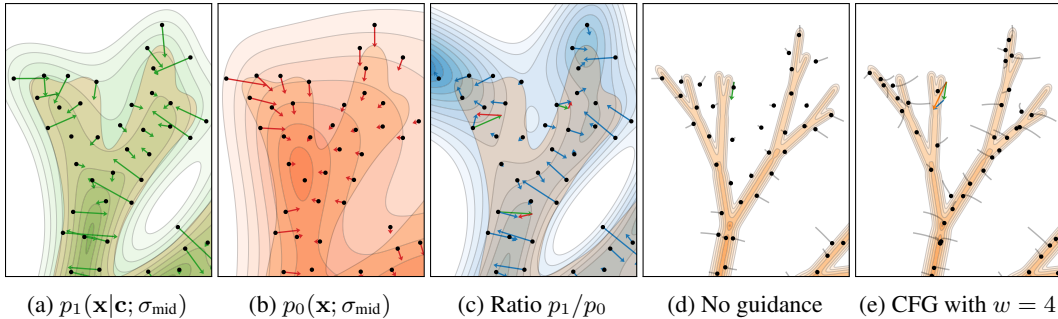 (a) p₁(x|c; σ_mid) (b) p₀(x; σ_mid) (c) Ratio p₁/p₀ (d) No guidance (e) CFG with w = 4